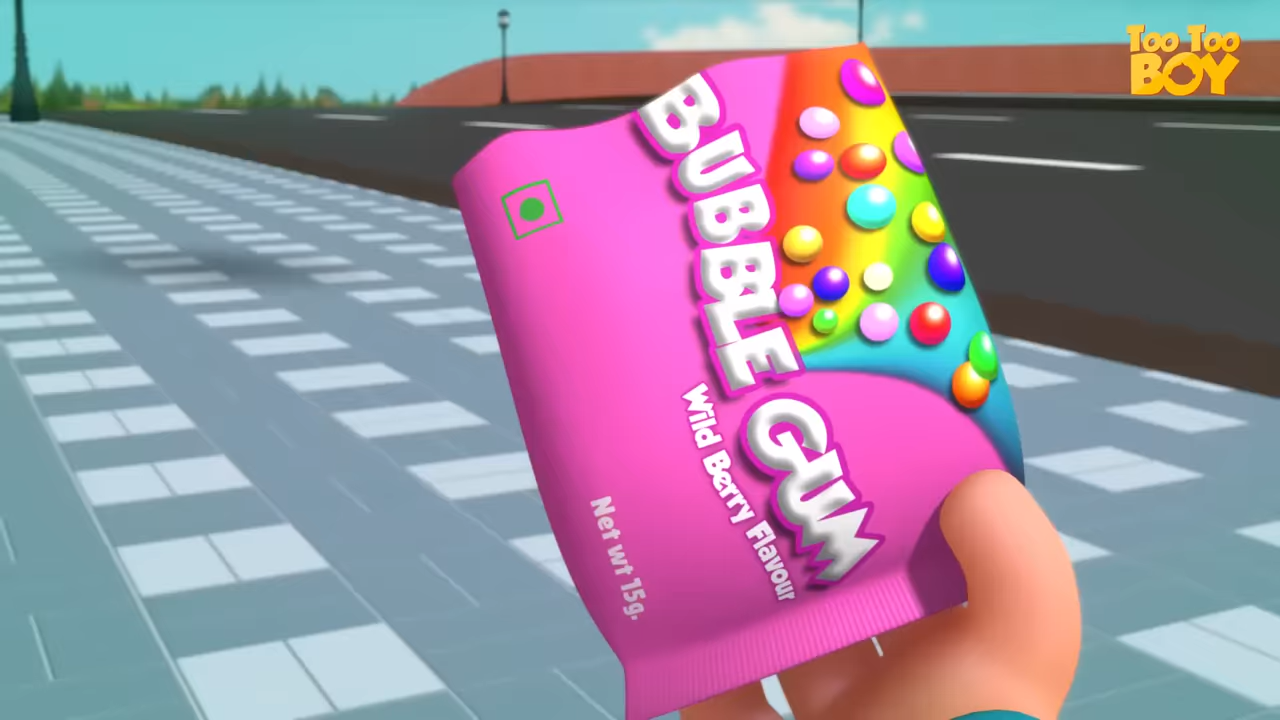 Too Too
BOY
BUBBLE GUM
Wild Berry Flavour
Net wt 15g.